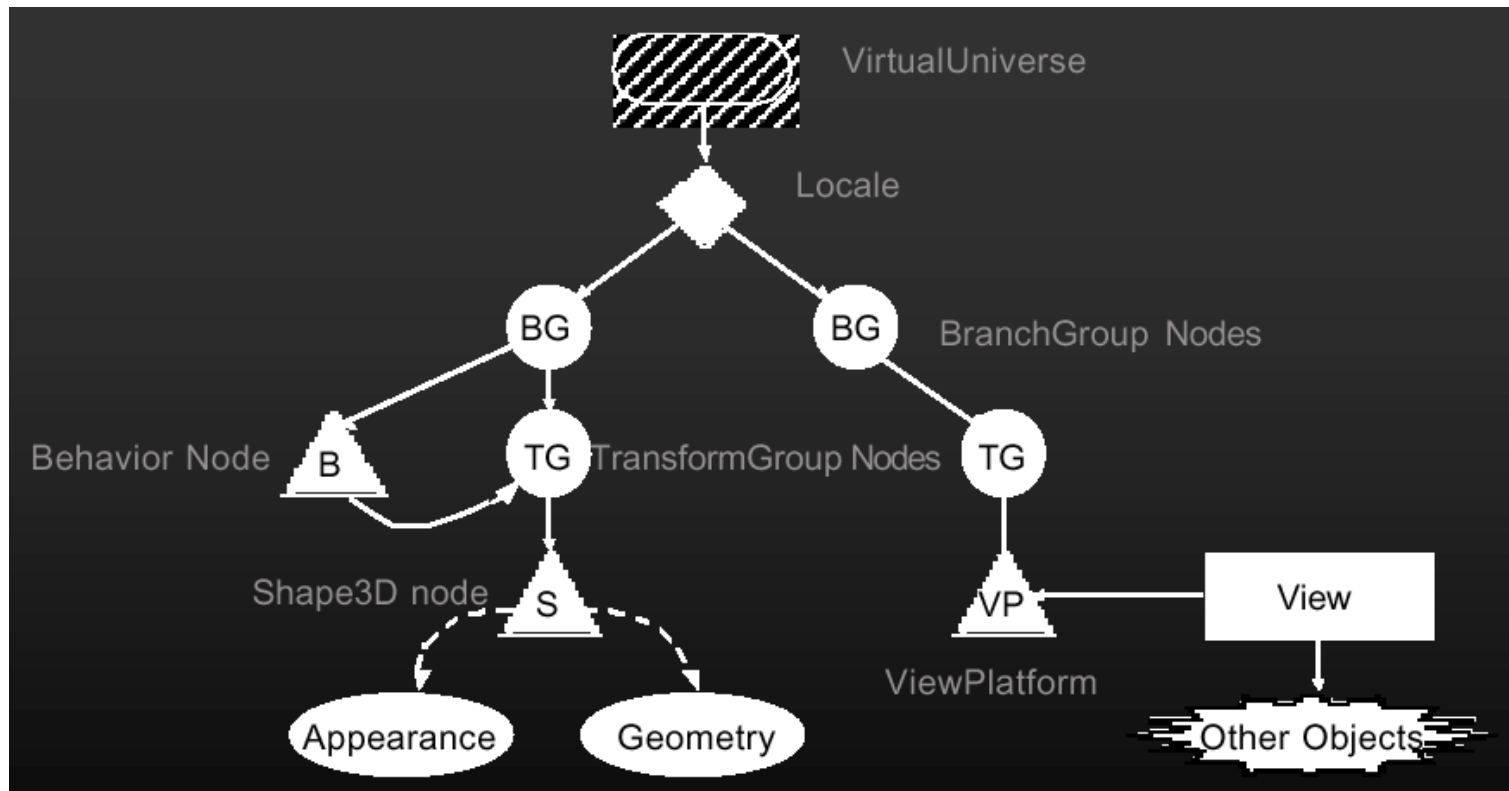 VirtualUniverse
Locale
BG
BG
BranchGroup Nodes
Behavior Node
B
TG
TransformGroup Nodes
TG
Shape3D node
S
VP
View
ViewPlatform
Appearance
Geometry
Other Objects